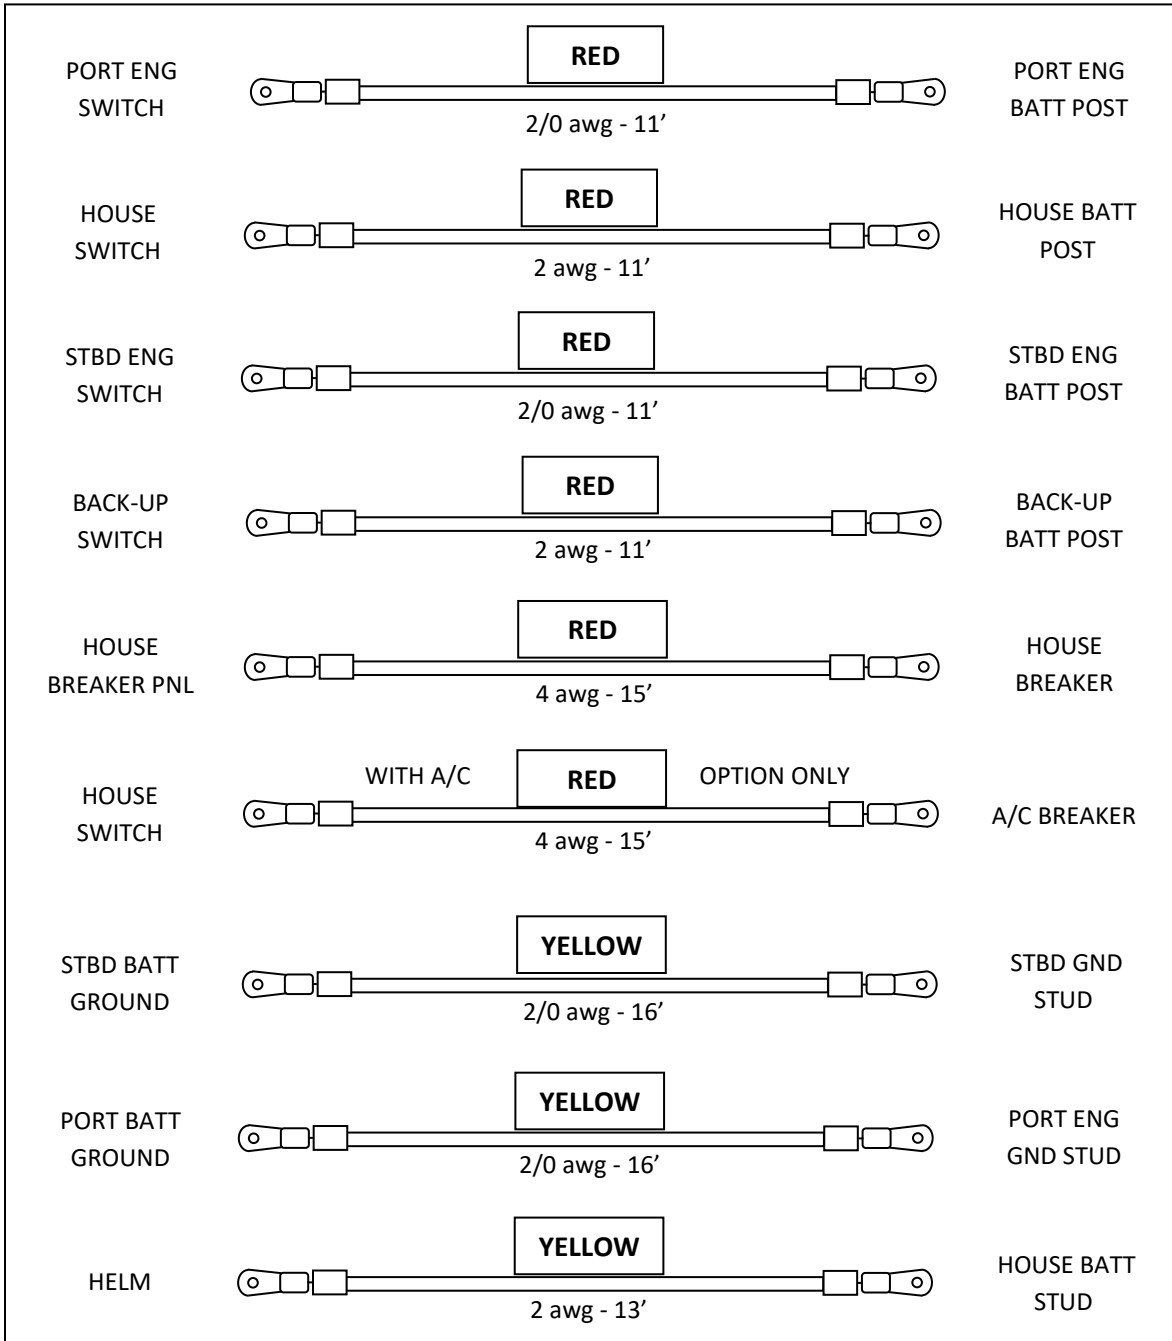 RED
PORT ENG
SWITCH
2/0 awg - 11’
PORT ENG
BATT POST
RED
HOUSE
SWITCH
2 awg - 11’
HOUSE BATT
POST
RED
STBD ENG
SWITCH
2/0 awg - 11’
STBD ENG
BATT POST
RED
BACK-UP
SWITCH
2 awg - 11’
BACK-UP
BATT POST
RED
HOUSE
BREAKER PNL
4 awg - 15’
HOUSE
BREAKER
WITH A/C
RED
OPTION ONLY
HOUSE
SWITCH
4 awg - 15’
A/C BREAKER
YELLOW
STBD BATT
GROUND
2/0 awg - 16’
STBD GND
STUD
YELLOW
PORT BATT
GROUND
2/0 awg - 16’
PORT ENG
GND STUD
YELLOW
HELM
2 awg - 13’
HOUSE BATT
STUD